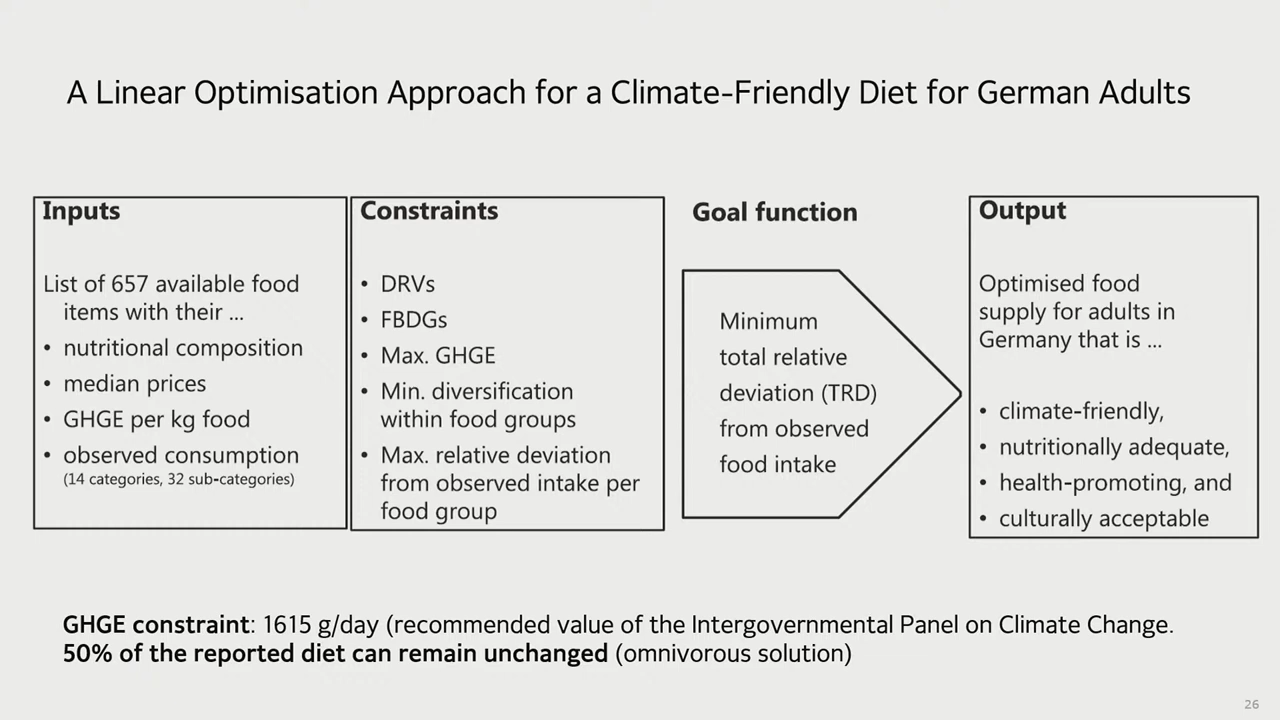 A Linear Optimisation Approach for a Climate-Friendly Diet for German Adults
Inputs
List of 657 available food
items with their ...
• nutritional composition
• median prices
• GHGE per kg food
• observed consumption
(14 categories, 32 sub-categories)
Constraints
• DRVs
• FBDGs
• Max. GHGE
• Min. diversification
within food groups
• Max. relative deviation
from observed intake per
food group
Goal function
Minimum
total relative
deviation (TRD)
from observed
food intake
Output
Optimised food
supply for adults in
Germany that is ...
• climate-friendly,
• nutritionally adequate,
• health-promoting, and
• culturally acceptable
GHGE constraint: 1615 g/day (recommended value of the Intergovernmental Panel on Climate Change.
50% of the reported diet can remain unchanged (omnivorous solution)
26